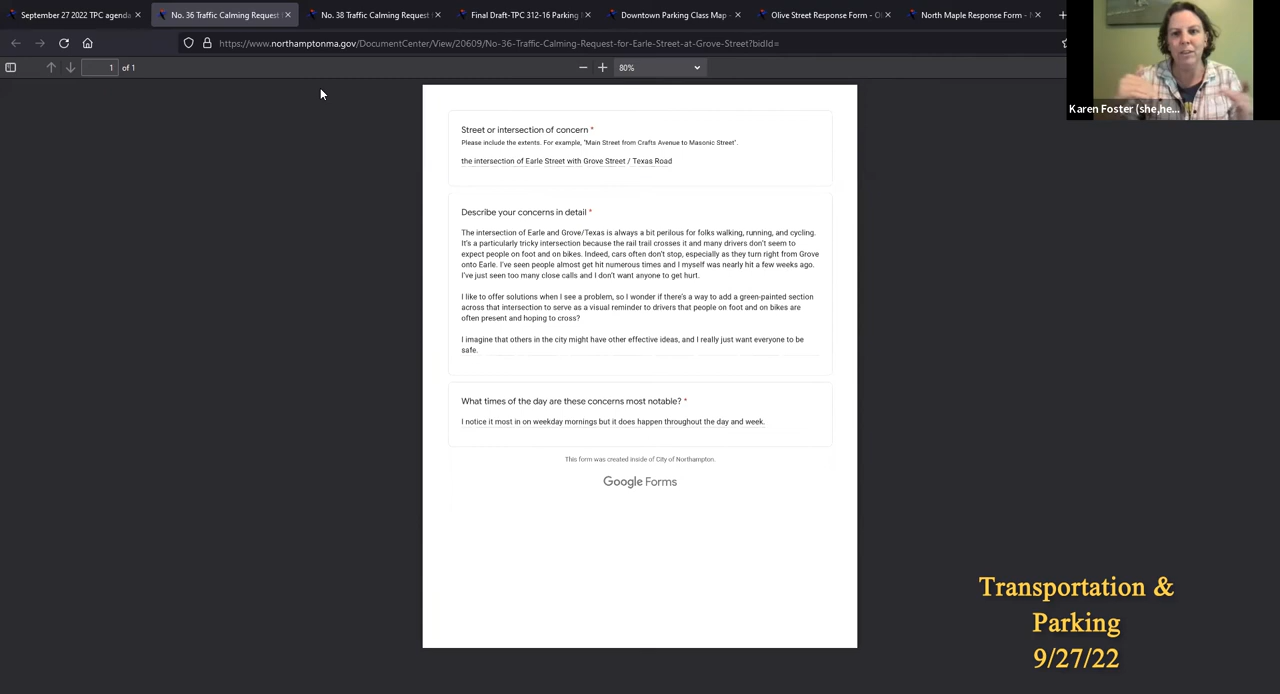 September 27 2022 TPC agenda
No. 36 Traffic Calming Request
No. 38 Traffic Calming Request
Final Draft-TPC 312-16 Parking
Downtown Parking Class Map -
Olive Street Response Form - O
North Maple Response Form - N
https://www.northamptonma.gov/DocumentCenter/View/20609/No-36-Traffic-Calming-Request-for-Earle-Street-at-Grove-Street?bidId=
1 of 1
80%
Karen Foster (she,he...
Street or intersection of concern *
Please include the extents. For example, "Main Street from Crafts Avenue to Masonic Street".
the intersection of Earle Street with Grove Street / Texas Road
Describe your concerns in detail *
The intersection of Earle and Grove/Texas is always a bit perilous for folks walking, running, and cycling.
It's a particularly tricky intersection because the rail trail crosses it and many drivers don't seem to
expect people on foot and on bikes. Indeed, cars often don't stop, especially as they turn right from Grove
onto Earle. I've seen people almost get hit numerous times and I myself was nearly hit a few weeks ago.
I've just seen too many close calls and I don't want anyone to get hurt.
I like to offer solutions when I see a problem, so I wonder if there's a way to add a green-painted section
across that intersection to serve as a visual reminder to drivers that people on foot and on bikes are
often present and hoping to cross?
I imagine that others in the city might have other effective ideas, and I really just want everyone to be
safe.
What times of the day are these concerns most notable? *
I notice it most in on weekday mornings but it does happen throughout the day and week.
This form was created inside of City of Northampton.
Google Forms
Transportation &
Parking
9/27/22